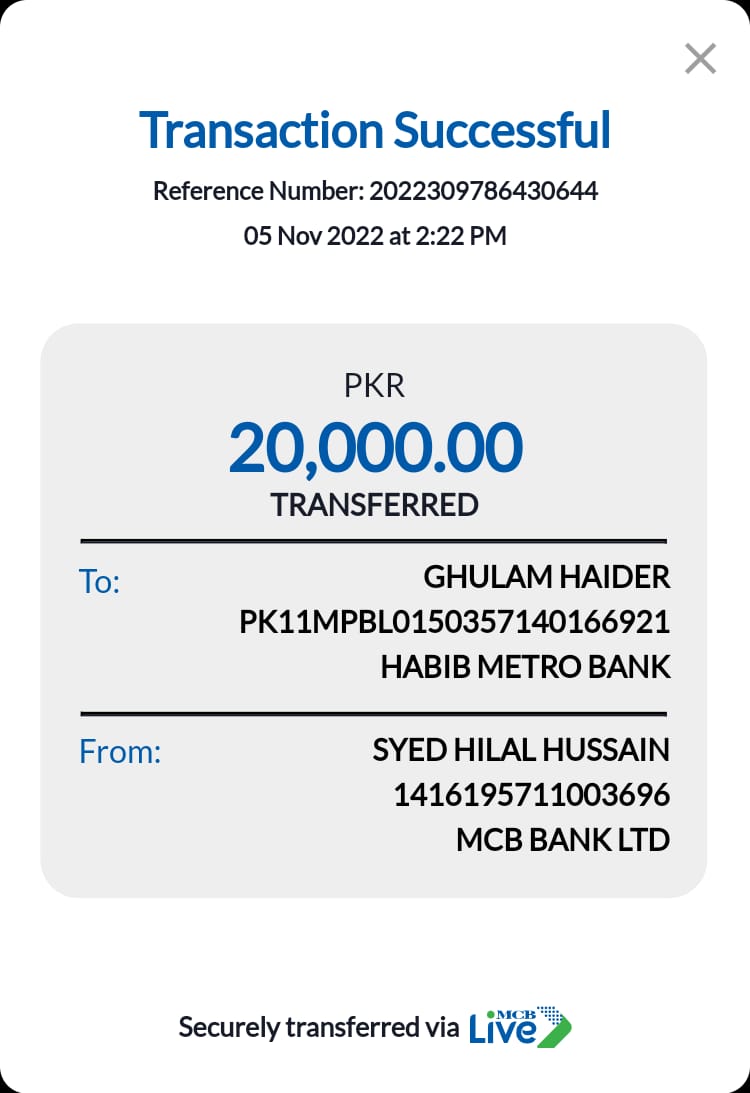 Transaction Successful
Reference Number: 2022309786430644
05 Nov 2022 at 2:22 PM
PKR
20,000.00
TRANSFERRED
To:
GHULAM HAIDER
PK11MPBL0150357140166921
HABIB METRO BANK
From:
SYED HILAL HUSSAIN
1416195711003696
MCB BANK LTD
Securely transferred via MCB Live